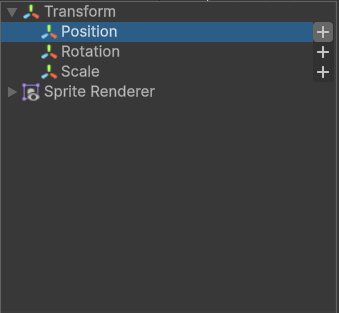 Transform
Position
Rotation
Scale
Sprite Renderer